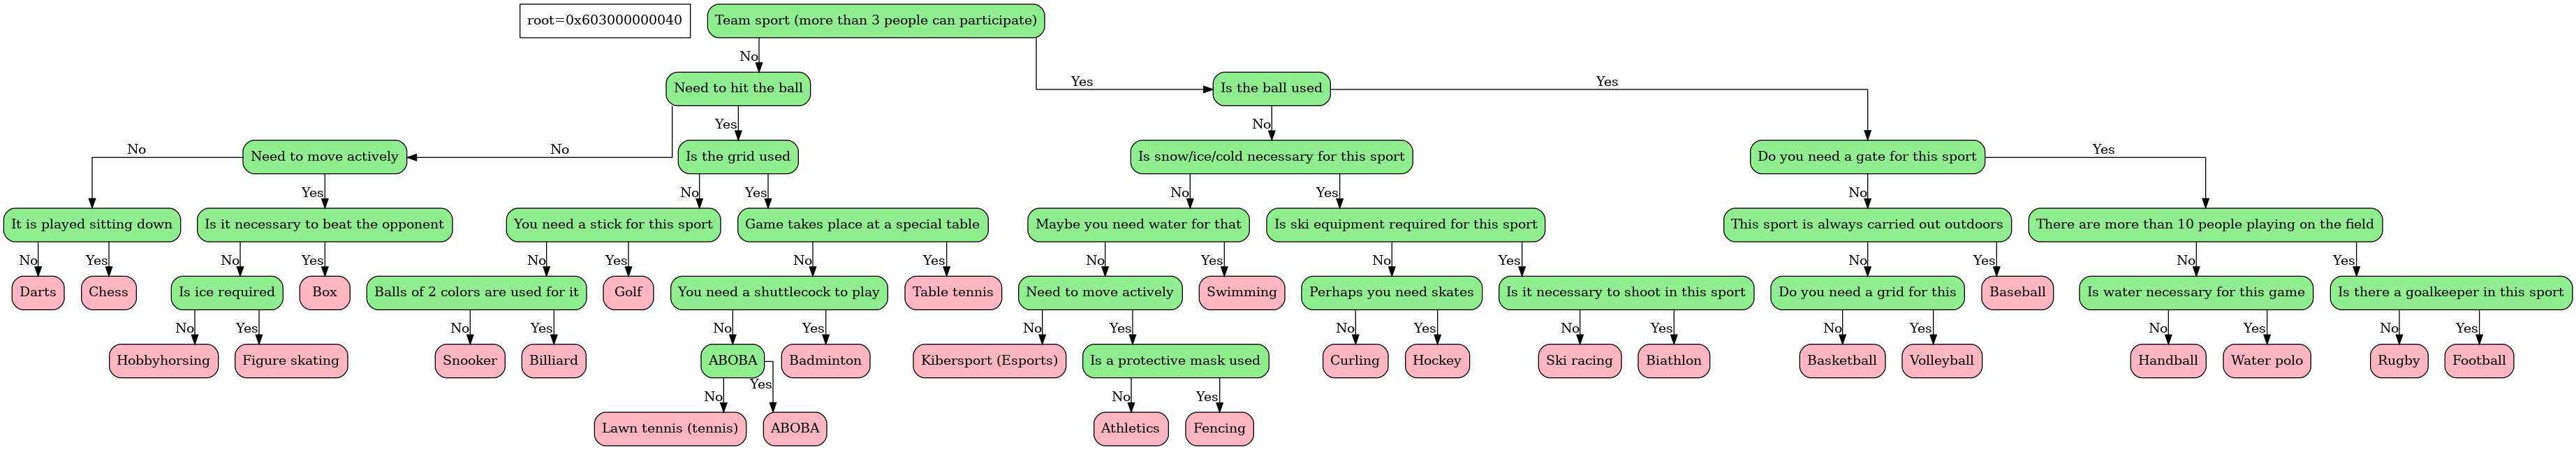 root=0x603000000040
Team sport (more than 3 people can participate)
No
Yes
Need to hit the ball
Is the ball used
Yes
No
Yes
No
Need to move actively
No
Is the grid used
Is snow/ice/cold necessary for this sport
Do you need a gate for this sport
Yes
No
Yes
No
Yes
No
Yes
No
It is played sitting down
Is it necessary to beat the opponent
You need a stick for this sport
Game takes place at a special table
Maybe you need water for that
Is ski equipment required for this sport
This sport is always carried out outdoors
There are more than 10 people playing on the field
No
Yes
No
Yes
No
Yes
No
Yes
No
Yes
No
Yes
No
Yes
No
Yes
Darts
Chess
Is ice required
Box
Balls of 2 colors are used for it
Golf
You need a shuttlecock to play
Table tennis
Need to move actively
Swimming
Perhaps you need skates
Is it necessary to shoot in this sport
Do you need a grid for this
Baseball
Is water necessary for this game
Is there a goalkeeper in this sport
No
Yes
No
Yes
No
Yes
No
Yes
No
Yes
No
Yes
No
Yes
No
Yes
No
Yes
Hobbyhorsing
Figure skating
Snooker
Billiard
ABOBA
Badminton
Kibersport (Esports)
Is a protective mask used
Curling
Hockey
Ski racing
Biathlon
Basketball
Volleyball
Handball
Water polo
Rugby
Football
No
Yes
No
Yes
Lawn tennis (tennis)
ABOBA
Athletics
Fencing